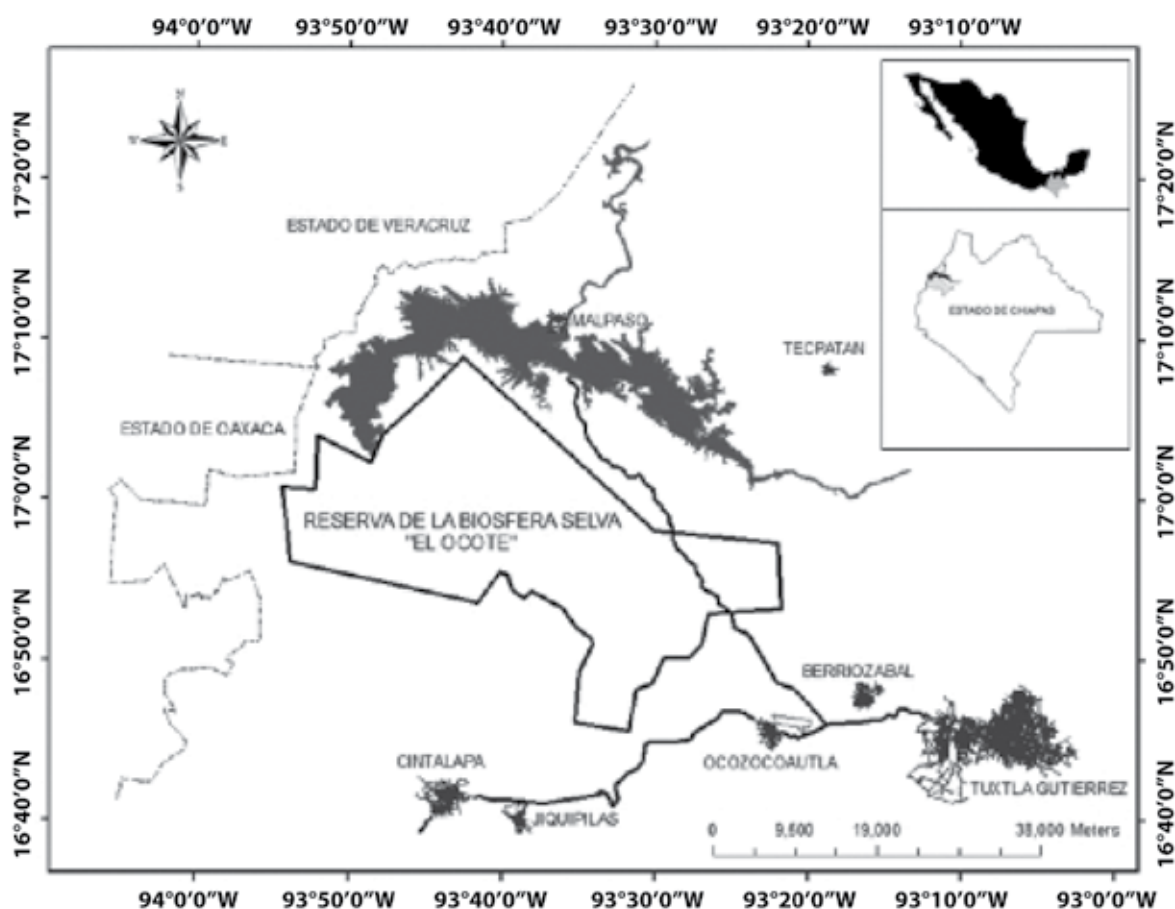 94°0'0"W 93°50'0"W 93°40'0"W 93°30'0"W 93°20'0"W 93°10'0"W
N
W E
S
17°20'0"N
17°20'0"N
ESTADO DE VERACRUZ
ESTADO DE CHIAPAS
17°10'0"N
MALPASO
17°10'0"N
TECPATAN
ESTADO DE OAXACA
17°0'0"N
17°0'0"N
RESERVA DE LA BIOSFERA SELVA
"EL OCOTE"
16°50'0"N
16°50'0"N
BERRIOZABAL
CINTALAPA
OCOZOCOAUTLA
TUXTLA GUTIERREZ
16°40'0"N
JIQUIPILAS
16°40'0"N
0 9,500 19,000 38,000 Meters
94°0'0"W 93°50'0"W 93°40'0"W 93°30'0"W 93°20'0"W 93°10'0"W 93°0'0"W